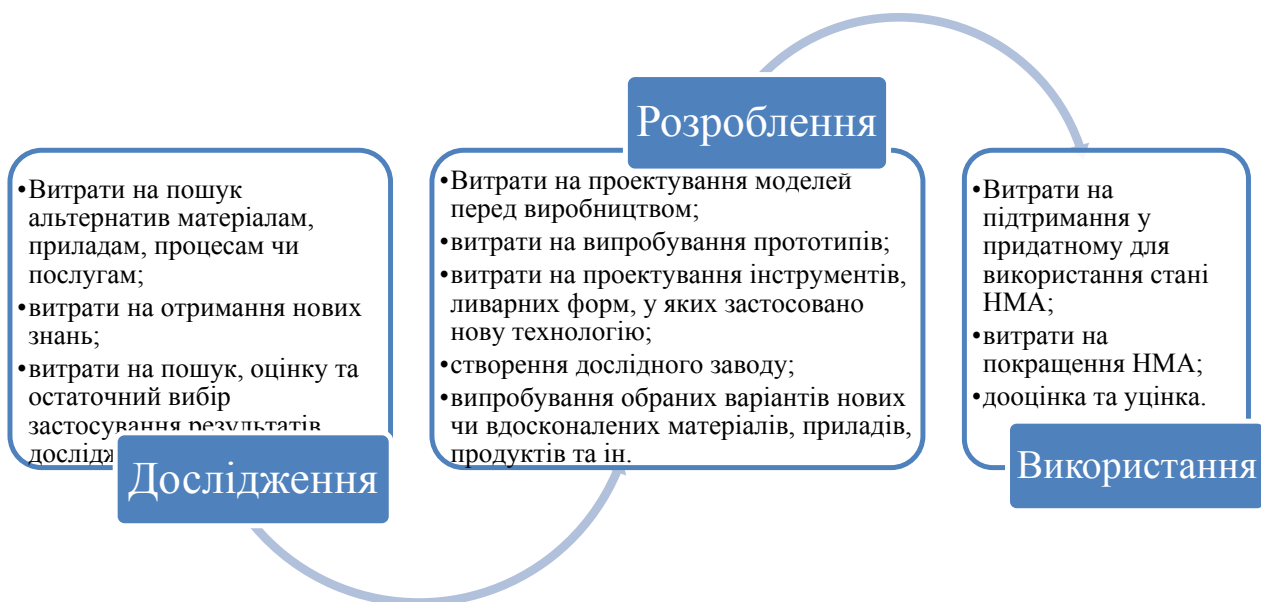 •Витрати на пошук
альтернатив матеріалам,
приладам, процесам чи
послугам;
•витрати на отримання нових
знань;
•витрати на пошук, оцінку та
остаточний вибір
застосування результатів
Дослідження
Розроблення
•Витрати на проектування моделей
перед виробництвом;
•витрати на випробування прототипів;
•витрати на проектування інструментів,
ливарних форм, у яких застосовано
нову технологію;
•створення дослідного заводу;
•випробування обраних варіантів нових
чи вдосконалених матеріалів, приладів,
продуктів та ін.
•Витрати на
підтримання у
придатному для
використання стані
НМА;
•витрати на
покращення НМА;
•дооцінка та уцінка.
Використання